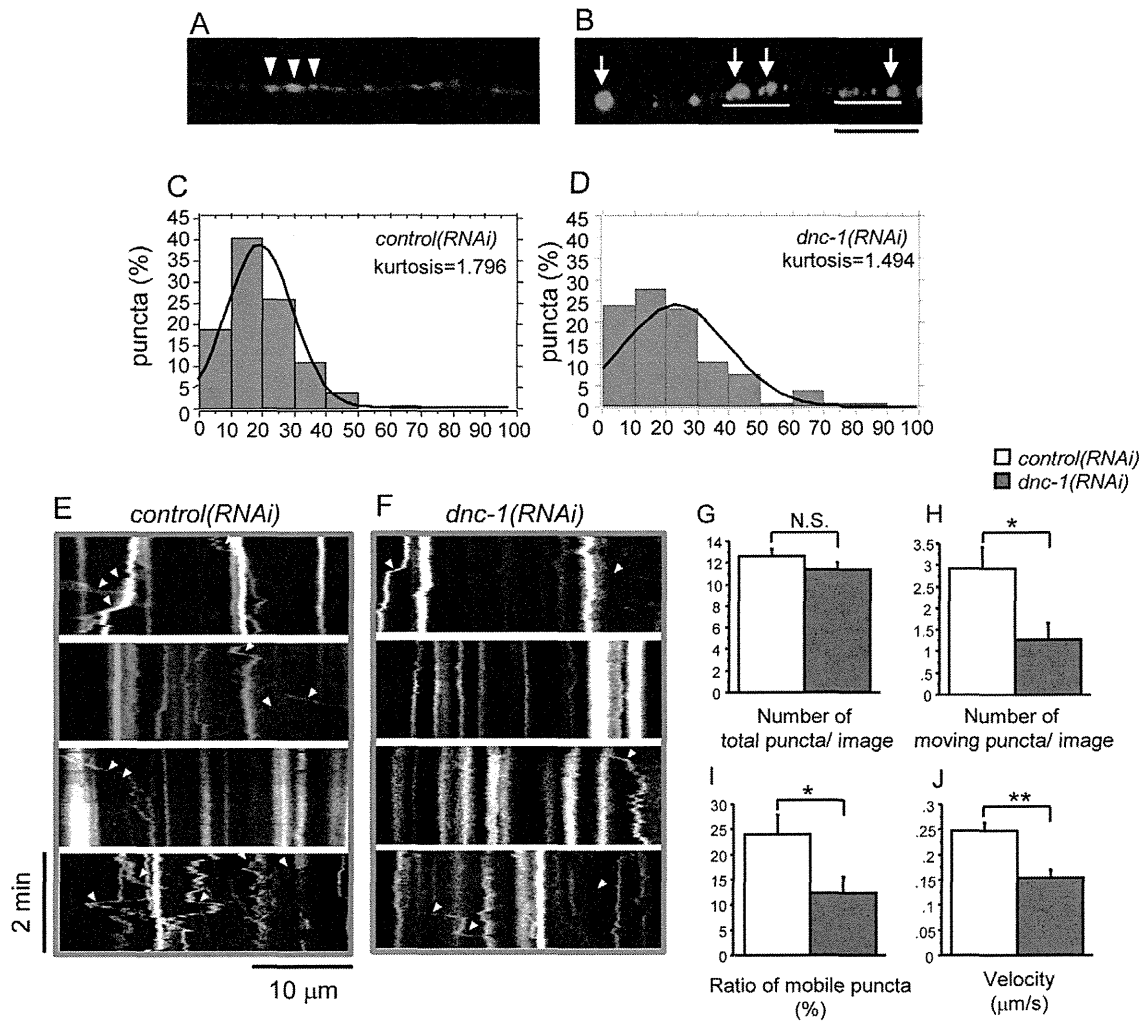 A
B
C
D
45
40
35
30
25
20
15
10
5
0
puncta (%)
control(RNAi)
kurtosis=1.796
0 10 20 30 40 50 60 70 80 90 100
45
40
35
30
25
20
15
10
5
0
puncta (%)
dnc-1(RNAi)
kurtosis=1.494
0 10 20 30 40 50 60 70 80 90 100
control(RNAi)
dnc-1(RNAi)
E control(RNAi)
F dnc-1(RNAi)
2 min
10 μm
G
N.S.
14
12
10
8
6
4
2
0
Number of
total puncta/ image
H
*
4
3.5
3
2.5
2
1.5
1
.5
0
Number of
moving puncta/ image
I
*
30
25
20
15
10
5
0
Ratio of mobile puncta
(%)
J
**
.3
.25
.2
.15
.1
.05
0
Velocity
(μm/s)